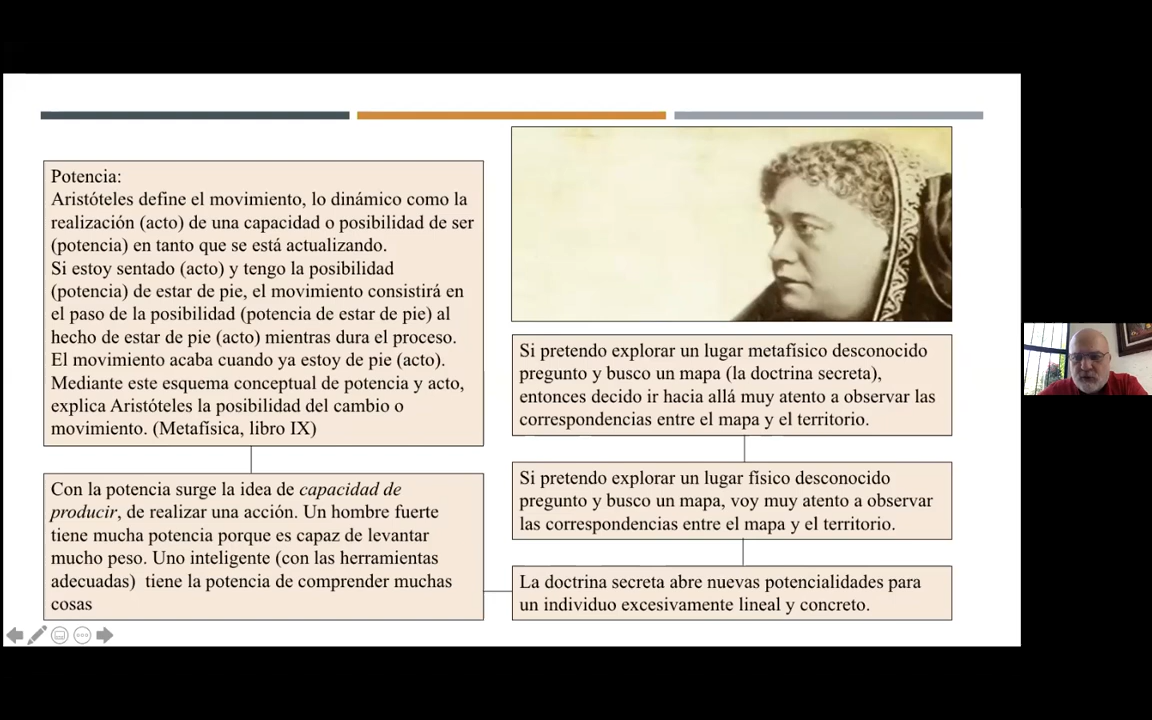 Potencia:
Aristóteles define el movimiento, lo dinámico como la
realización (acto) de una capacidad o posibilidad de ser
(potencia) en tanto que se está actualizando.
Si estoy sentado (acto) y tengo la posibilidad
(potencia) de estar de pie, el movimiento consistirá en
el paso de la posibilidad (potencia de estar de pie) al
hecho de estar de pie (acto) mientras dura el proceso.
El movimiento acaba cuando ya estoy de pie (acto).
Mediante este esquema conceptual de potencia y acto,
explica Aristóteles la posibilidad del cambio o
movimiento. (Metafísica, libro IX)
Con la potencia surge la idea de capacidad de
producir, de realizar una acción. Un hombre fuerte
tiene mucha potencia porque es capaz de levantar
mucho peso. Uno inteligente (con las herramientas
adecuadas) tiene la potencia de comprender muchas
cosas
Si pretendo explorar un lugar metafísico desconocido
pregunto y busco un mapa (la doctrina secreta),
entonces decido ir hacia allá muy atento a observar las
correspondencias entre el mapa y el territorio.
Si pretendo explorar un lugar físico desconocido
pregunto y busco un mapa, voy muy atento a observar
las correspondencias entre el mapa y el territorio.
La doctrina secreta abre nuevas potencialidades para
un individuo excesivamente lineal y concreto.